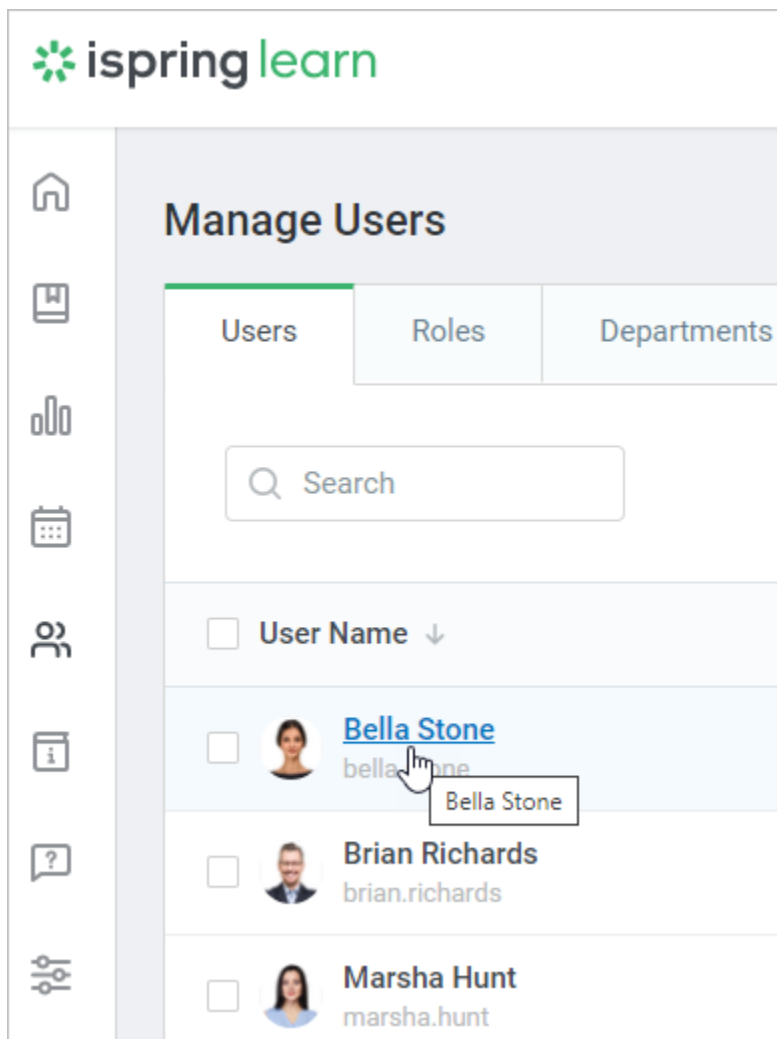 ispring learn
Manage Users
Users Roles Departments
Search
User Name
Bella Stone
Bella Stone
Brian Richards
brian.richards
Marsha Hunt
marsha.hunt